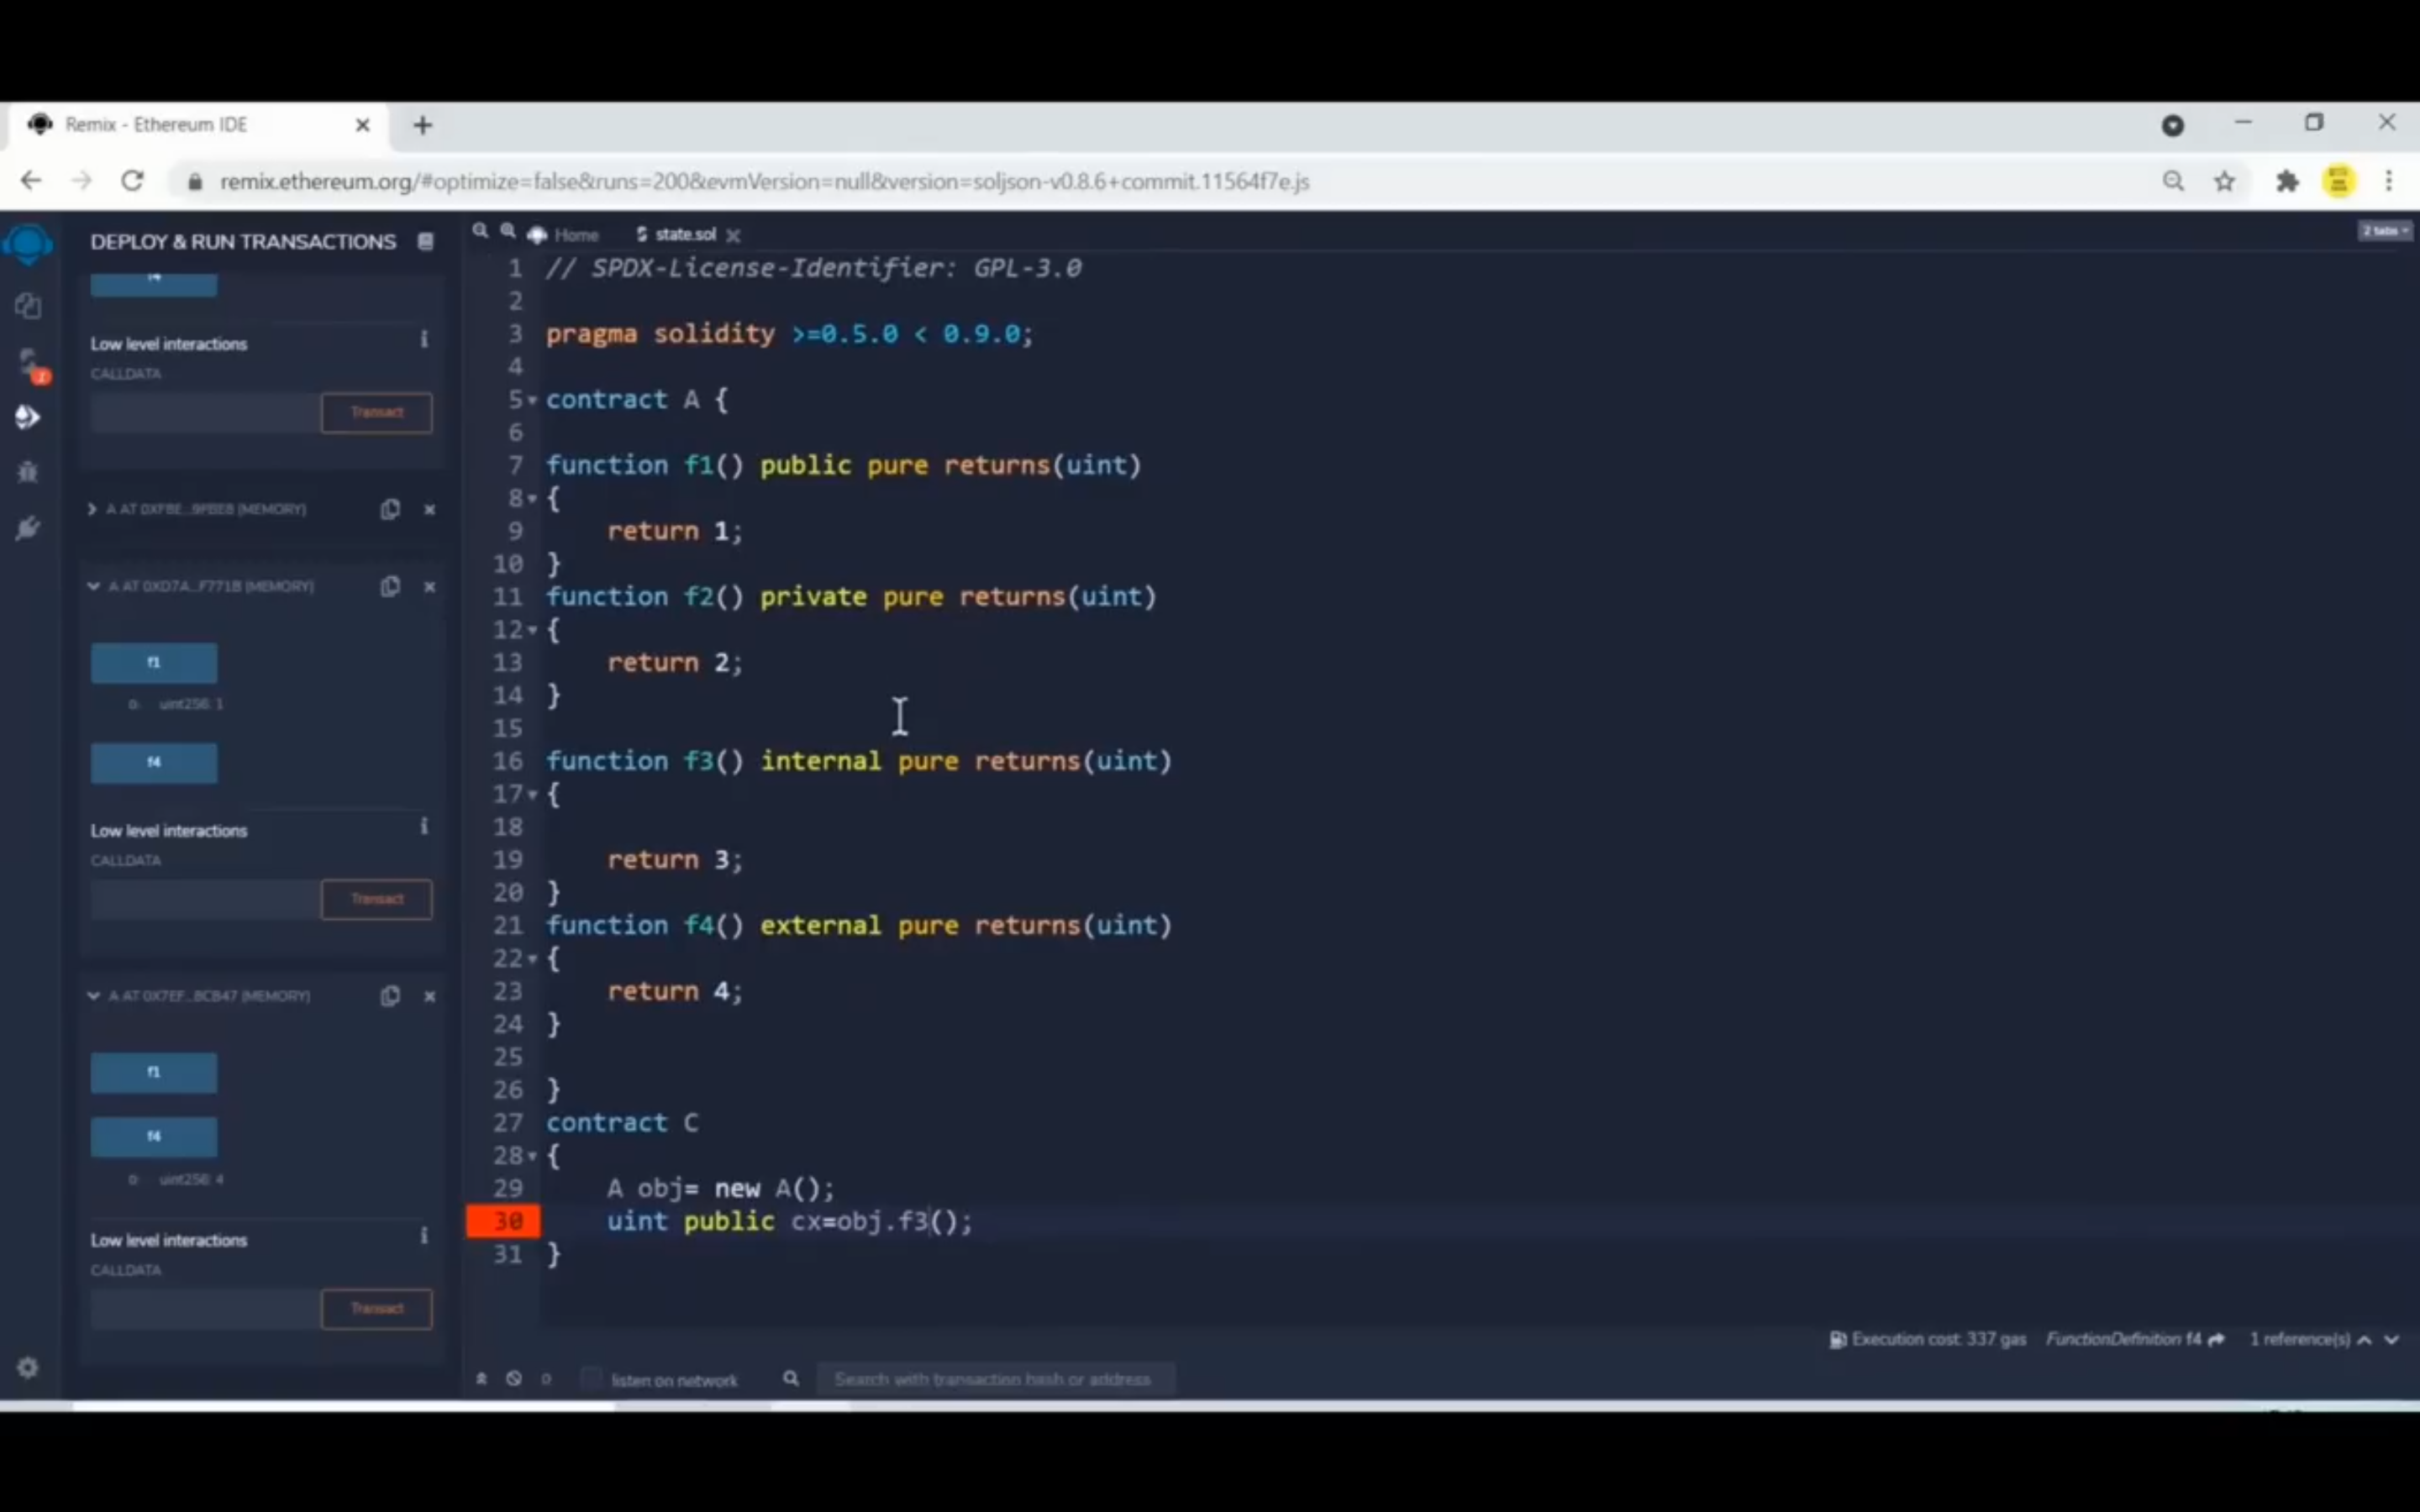 Remix - Ethereum IDE
remix.ethereum.org/#optimize=false&runs=200&evmVersion=null&version=soljson-v0.8.6+commit.11564f7e.js
DEPLOY & RUN TRANSACTIONS
Home
state.sol
2 tabs
f4
Low level interactions
i
CALLDATA
Transact
A AT 0XF8E...9FBE8 (MEMORY)
A AT 0XD7A...F771B (MEMORY)
f1
0: uint256: 1
f4
Low level interactions
i
CALLDATA
Transact
A AT 0X7EF...8CB47 (MEMORY)
f1
f4
0: uint256: 4
Low level interactions
i
CALLDATA
Transact
1 // SPDX-License-Identifier: GPL-3.0
2
3 pragma solidity >=0.5.0 < 0.9.0;
4
5 contract A {
6
7 function f1() public pure returns(uint)
8 {
9 return 1;
10 }
11 function f2() private pure returns(uint)
12 {
13 return 2;
14 }
15
16 function f3() internal pure returns(uint)
17 {
18
19 return 3;
20 }
21 function f4() external pure returns(uint)
22 {
23 return 4;
24 }
25
26 }
27 contract C
28 {
29 A obj= new A();
30 uint public cx=obj.f3();
31 }
Execution cost: 337 gas FunctionDefinition f4 1 reference(s)
0 listen on network Search with transaction hash or address